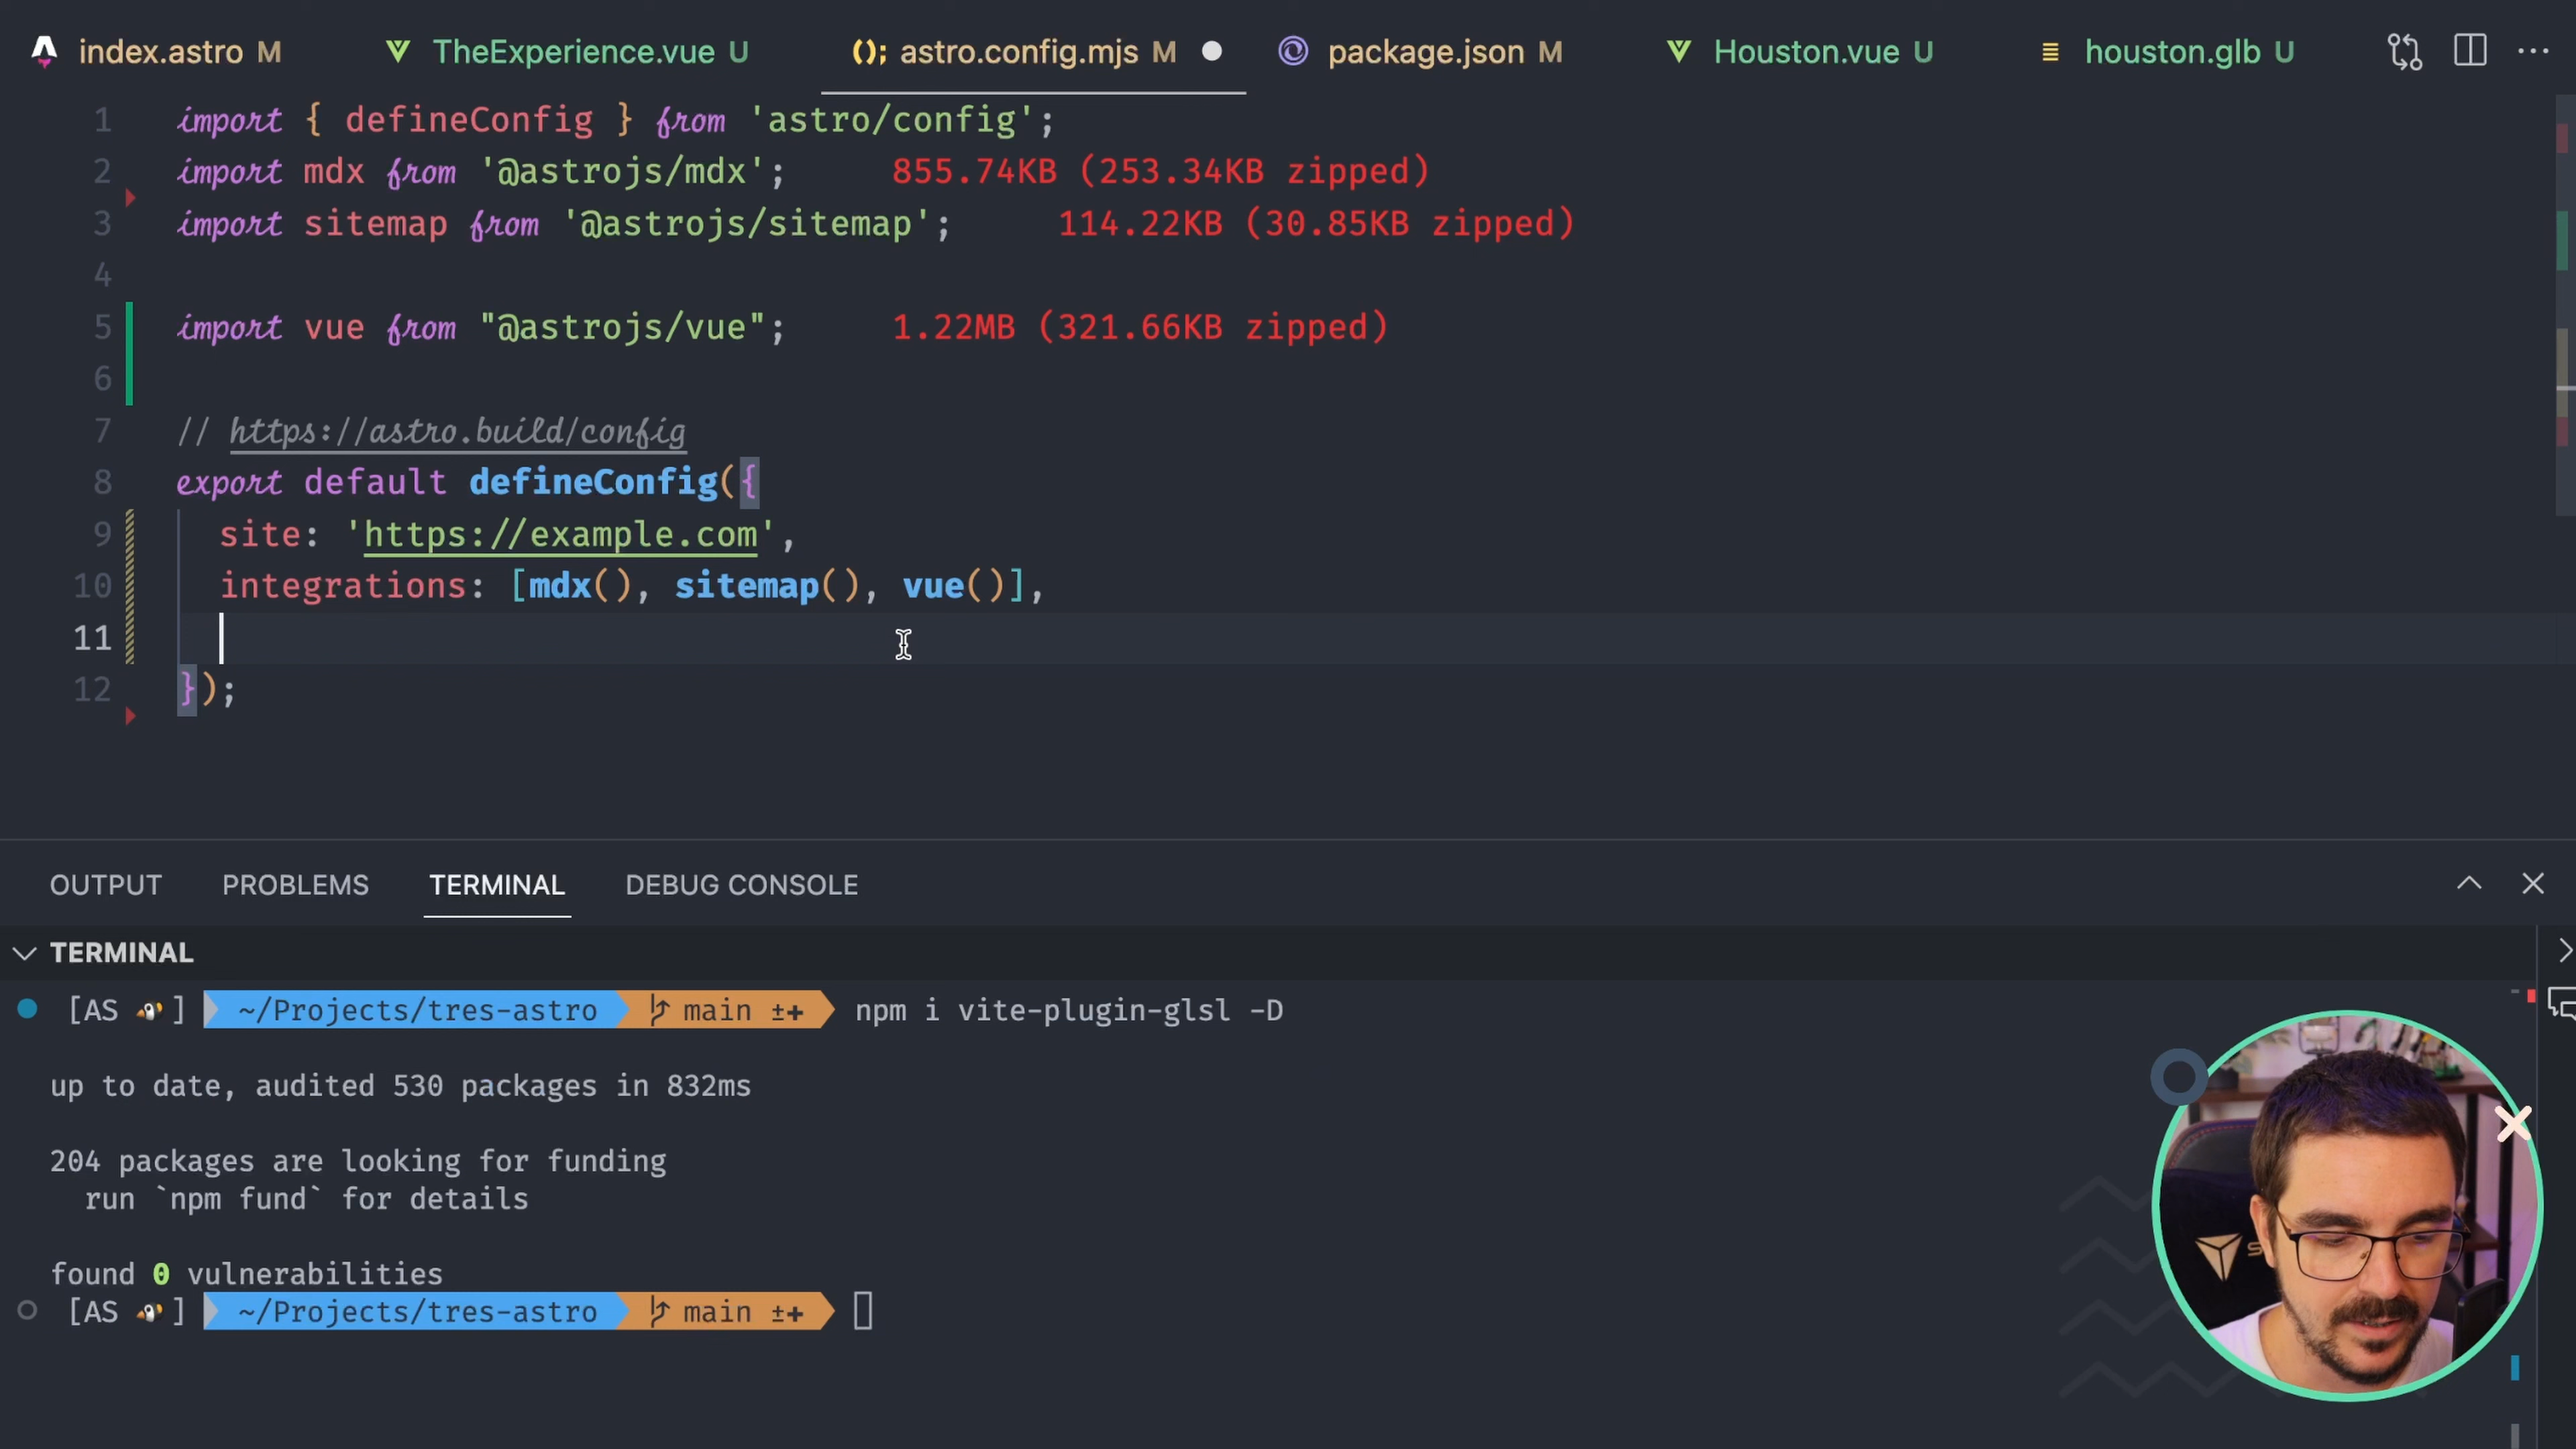 index.astro M
TheExperience.vue U
(); astro.config.mjs M
package.json M
Houston.vue U
houston.glb U
1 import { defineConfig } from 'astro/config';
2 import mdx from '@astrojs/mdx'; 855.74KB (253.34KB zipped)
3 import sitemap from '@astrojs/sitemap'; 114.22KB (30.85KB zipped)
4
5 import vue from "@astrojs/vue"; 1.22MB (321.66KB zipped)
6
7 // https://astro.build/config
8 export default defineConfig({
9 site: 'https://example.com',
10 integrations: [mdx(), sitemap(), vue()],
11
12 });
OUTPUT PROBLEMS TERMINAL DEBUG CONSOLE
TERMINAL
[AS 🐝 ] ~/Projects/tres-astro main ±+ npm i vite-plugin-glsl -D
up to date, audited 530 packages in 832ms
204 packages are looking for funding
run `npm fund` for details
found 0 vulnerabilities
[AS 🐝 ] ~/Projects/tres-astro main ±+